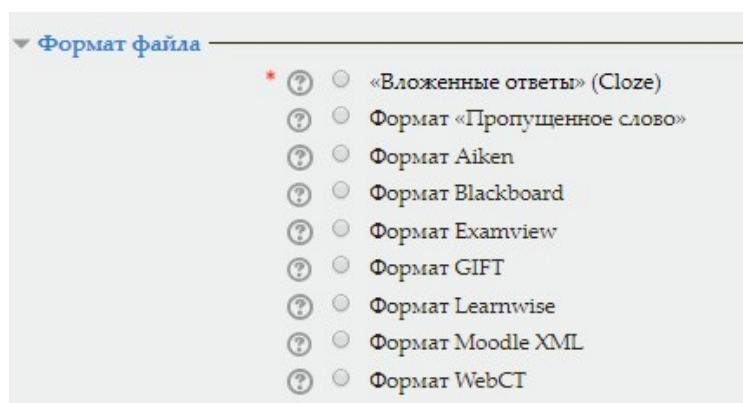 Формат файла
* «Вложенные ответы» (Cloze)
Формат «Пропущенное слово»
Формат Aiken
Формат Blackboard
Формат Examview
Формат GIFT
Формат Learnwise
Формат Moodle XML
Формат WebCT